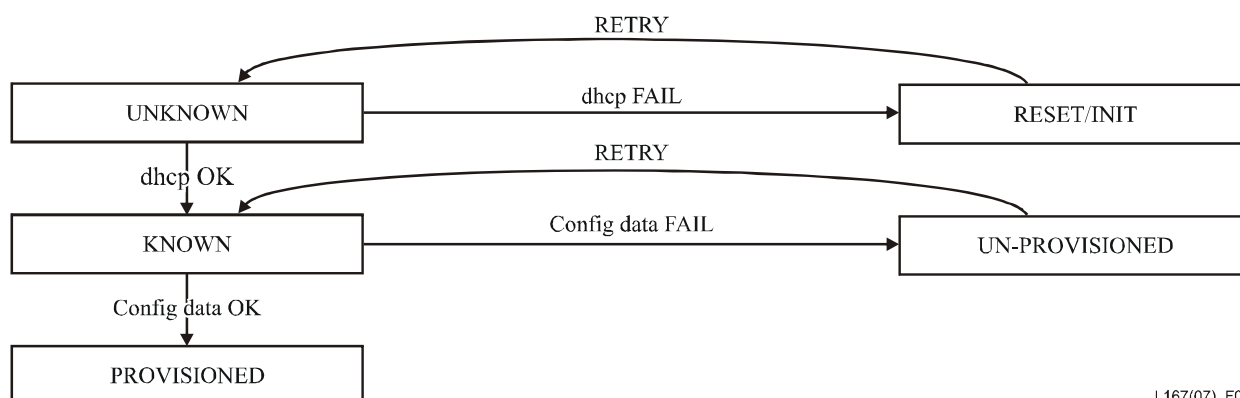 RETRY
UNKNOWN
dhcp FAIL
RESET/INIT
dhcp OK
RETRY
KNOWN
Config data FAIL
UN-PROVISIONED
Config data OK
PROVISIONED